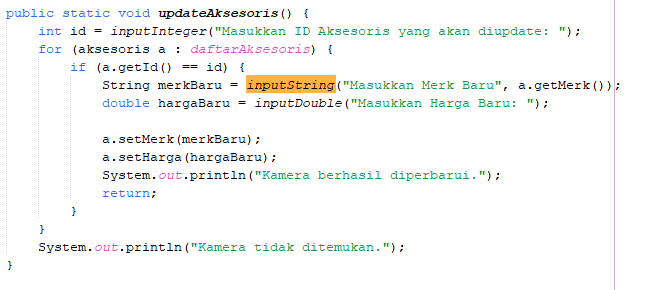 public static void updateAksesoris() {
    int id = inputInteger("Masukkan ID Aksesoris yang akan diupdate: ");
    for (aksesoris a : daftarAksesoris) {
        if (a.getId() == id) {
            String merkBaru = inputString("Masukkan Merk Baru", a.getMerk());
            double hargaBaru = inputDouble("Masukkan Harga Baru: ");

            a.setMerk(merkBaru);
            a.setHarga(hargaBaru);
            System.out.println("Kamera berhasil diperbarui.");
            return;
        }
    }
    System.out.println("Kamera tidak ditemukan.");
}